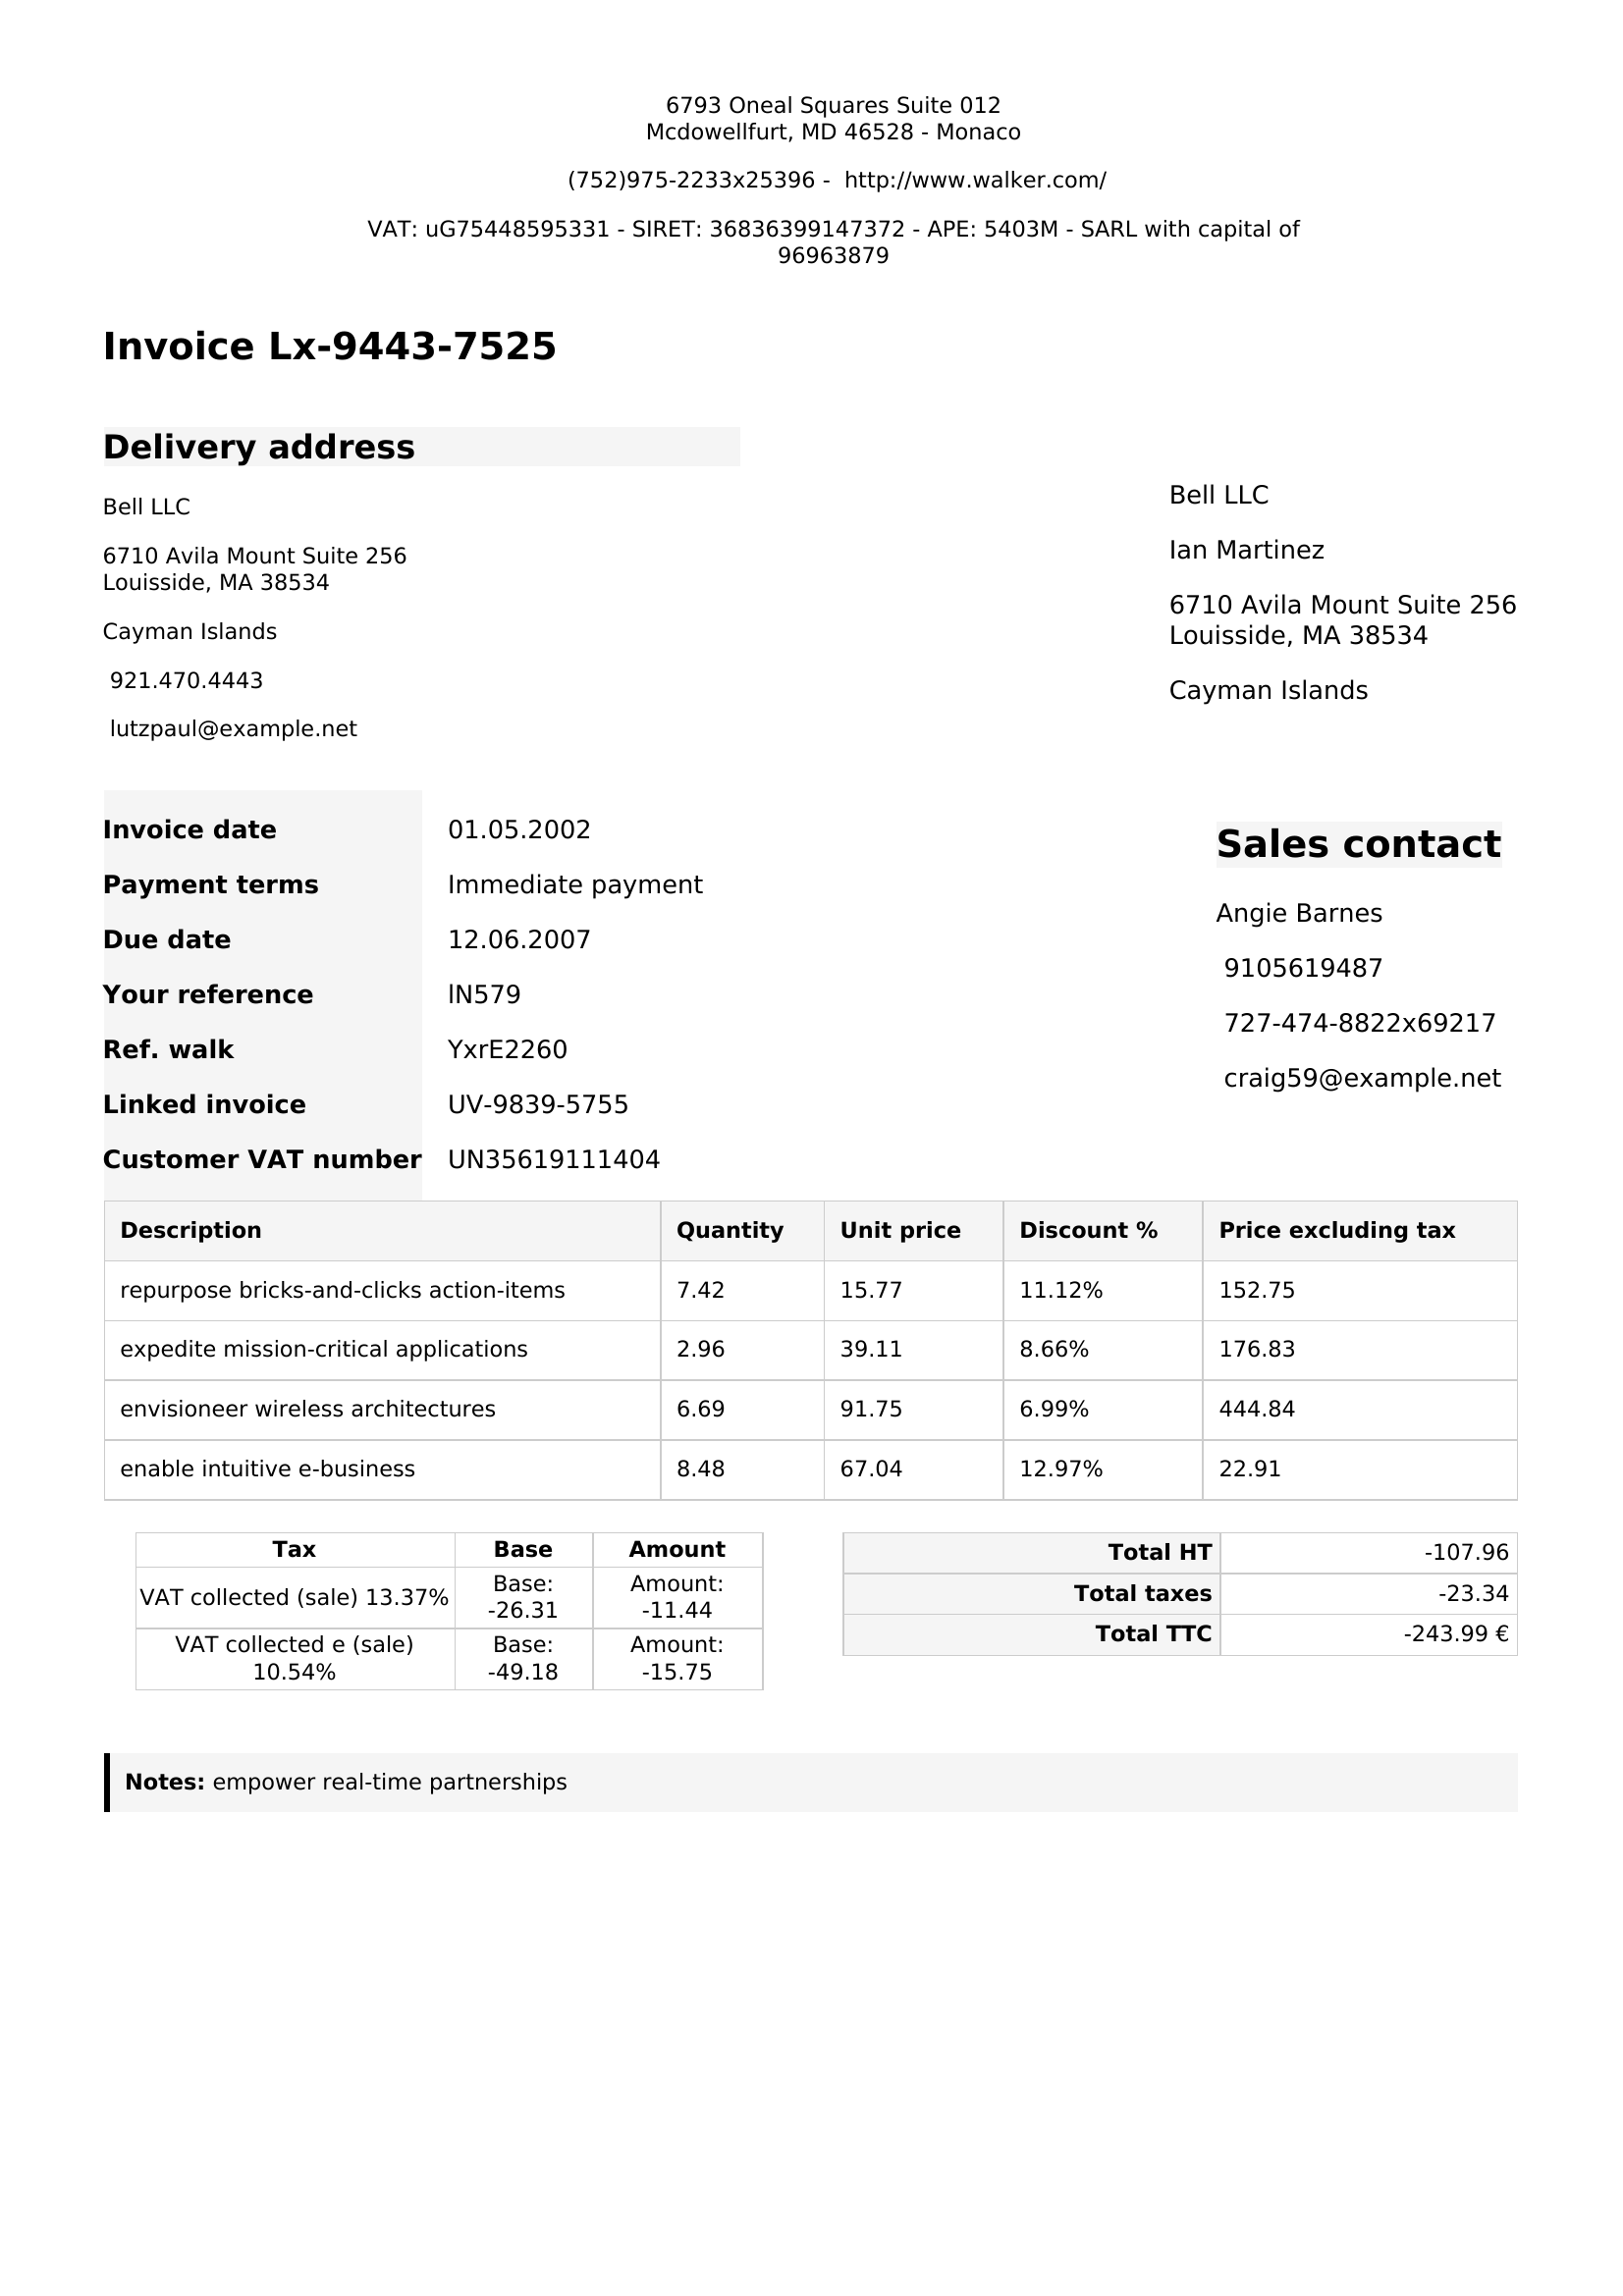 6793 Oneal Squares Suite 012
Mcdowellfurt, MD 46528 - Monaco
(752)975-2233x25396 - http://www.walker.com/
VAT: uG75448595331 - SIRET: 36836399147372 - APE: 5403M - SARL with capital of
96963879
Invoice Lx-9443-7525
Delivery address
Bell LLC
6710 Avila Mount Suite 256
Louisside, MA 38534
Cayman Islands
921.470.4443
lutzpaul@example.net
Bell LLC
Ian Martinez
6710 Avila Mount Suite 256
Louisside, MA 38534
Cayman Islands
Invoice date 01.05.2002
Payment terms Immediate payment
Due date 12.06.2007
Your reference lN579
Ref. walk YxrE2260
Linked invoice UV-9839-5755
Customer VAT number UN35619111404
Sales contact
Angie Barnes
9105619487
727-474-8822x69217
craig59@example.net
Description Quantity Unit price Discount % Price excluding tax
repurpose bricks-and-clicks action-items 7.42 15.77 11.12% 152.75
expedite mission-critical applications 2.96 39.11 8.66% 176.83
envisioneer wireless architectures 6.69 91.75 6.99% 444.84
enable intuitive e-business 8.48 67.04 12.97% 22.91
Tax Base Amount
VAT collected (sale) 13.37% Base: -26.31 Amount: -11.44
VAT collected e (sale) 10.54% Base: -49.18 Amount: -15.75
Total HT -107.96
Total taxes -23.34
Total TTC -243.99 €
Notes: empower real-time partnerships